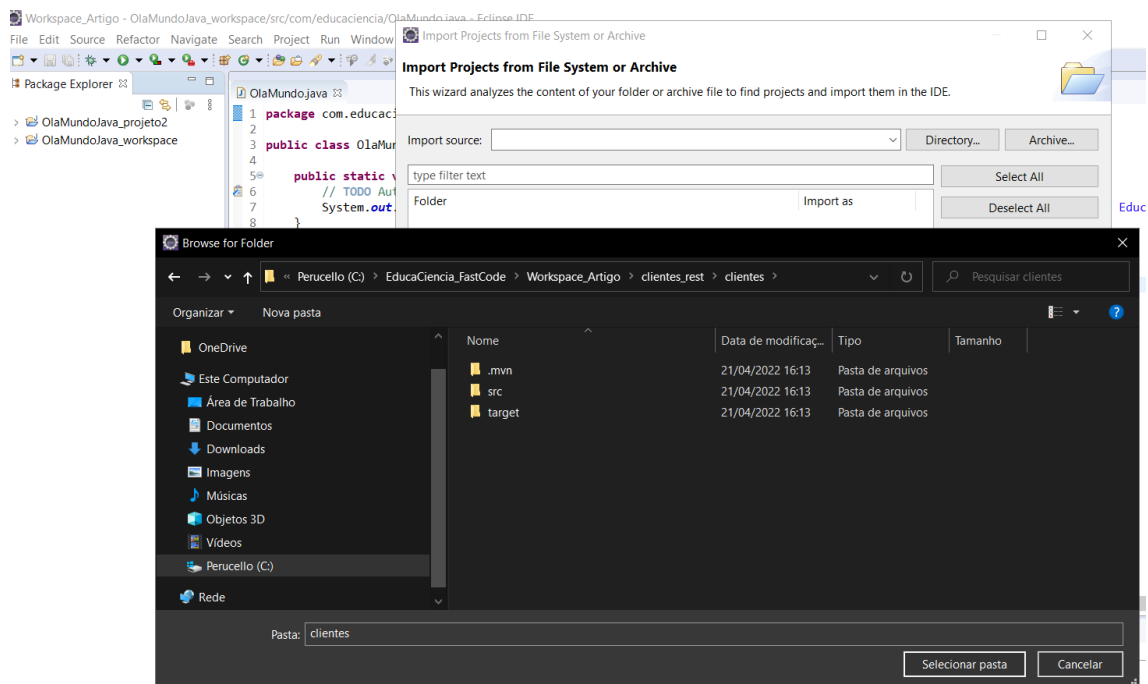 Workspace_Artigo - OlaMundoJava_workspace/src/com/educaciencia/OlaMundo.java - Eclipse IDE
File Edit Source Refactor Navigate Search Project Run Window
Package Explorer
OlaMundoJava_projeto2
OlaMundoJava_workspace
OlaMundo.java
1 package com.educaci
2
3 public class OlaMun
4
5 public static v
6 // TODO Aut
7 System.out.
8 }
Educ
Import Projects from File System or Archive
Import Projects from File System or Archive
This wizard analyzes the content of your folder or archive file to find projects and import them in the IDE.
Import source: Directory... Archive...
type filter text Select All
Folder Import as Deselect All
Browse for Folder
« Perucello (C:) > EducaCiencia_FastCode > Workspace_Artigo > clientes_rest > clientes > Pesquisar clientes
Organizar Nova pasta ?
OneDrive
Este Computador
Área de Trabalho
Documentos
Downloads
Imagens
Músicas
Objetos 3D
Vídeos
Perucello (C:)
Rede
Nome Data de modificaç... Tipo Tamanho
.mvn 21/04/2022 16:13 Pasta de arquivos
src 21/04/2022 16:13 Pasta de arquivos
target 21/04/2022 16:13 Pasta de arquivos
Pasta: clientes
Selecionar pasta Cancelar